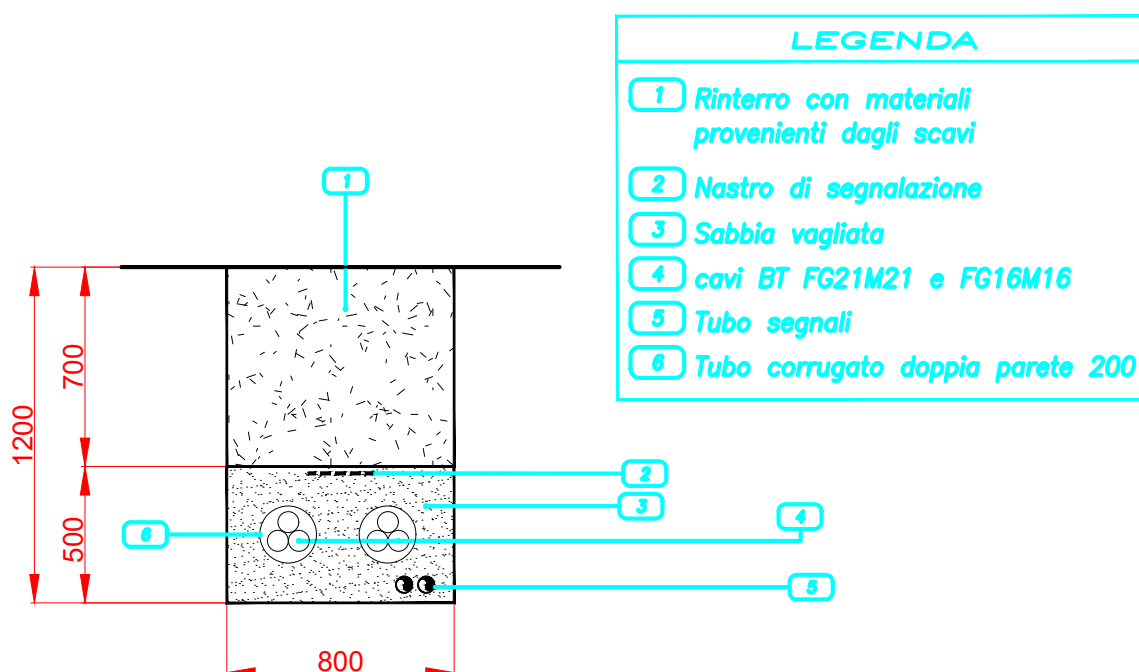 LEGENDA
1 Rinterro con materiali
provenienti dagli scavi
2 Nastro di segnalazione
3 Sabbia vagliata
4 cavi BT FG21M21 e FG16M16
5 Tubo segnali
6 Tubo corrugato doppia parete 200
1
1200
700
500
2
3
4
6
5
800